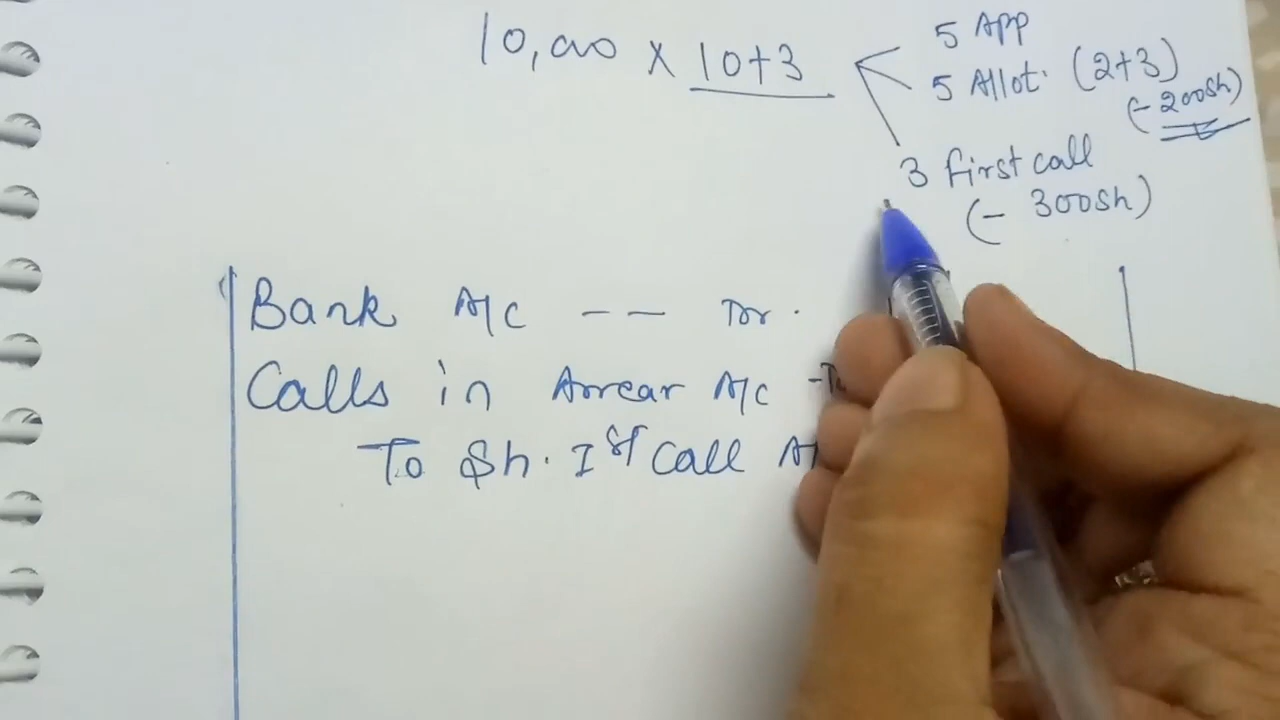 10,000 × 10+3
5 App
5 Allot. (2+3)
(- 200sh)
3 first call
(- 300sh)
Bank A/C -- Dr.
Calls in Arrear A/C
To Sh. Ist Call